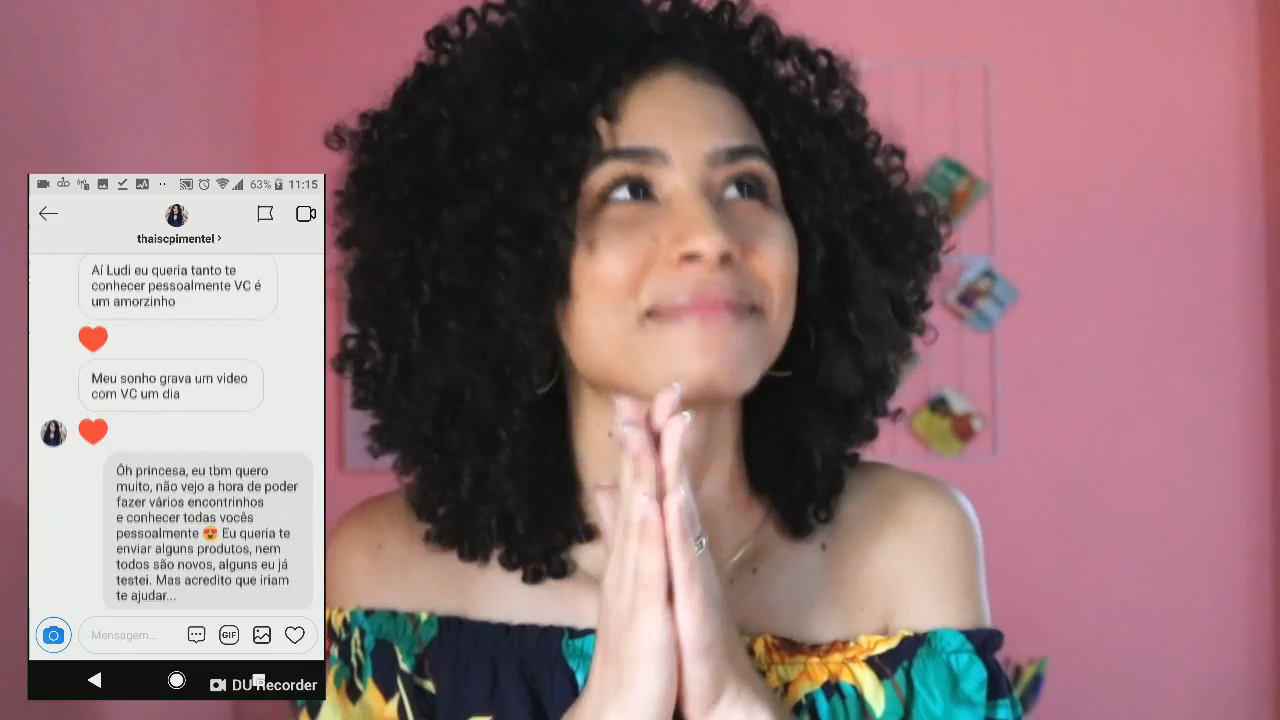 63% 11:15
thaiscpimentel >
Aí Ludi eu queria tanto te
conhecer pessoalmente VC é
um amorzinho
Meu sonho grava um video
com VC um dia
Ôh princesa, eu tbm quero
muito, não vejo a hora de poder
fazer vários encontrinhos
e conhecer todas vocês
pessoalmente 😍 Eu queria te
enviar alguns produtos, nem
todos são novos, alguns eu já
testei. Mas acredito que iriam
te ajudar...
Mensagem...
GIF
DU Recorder